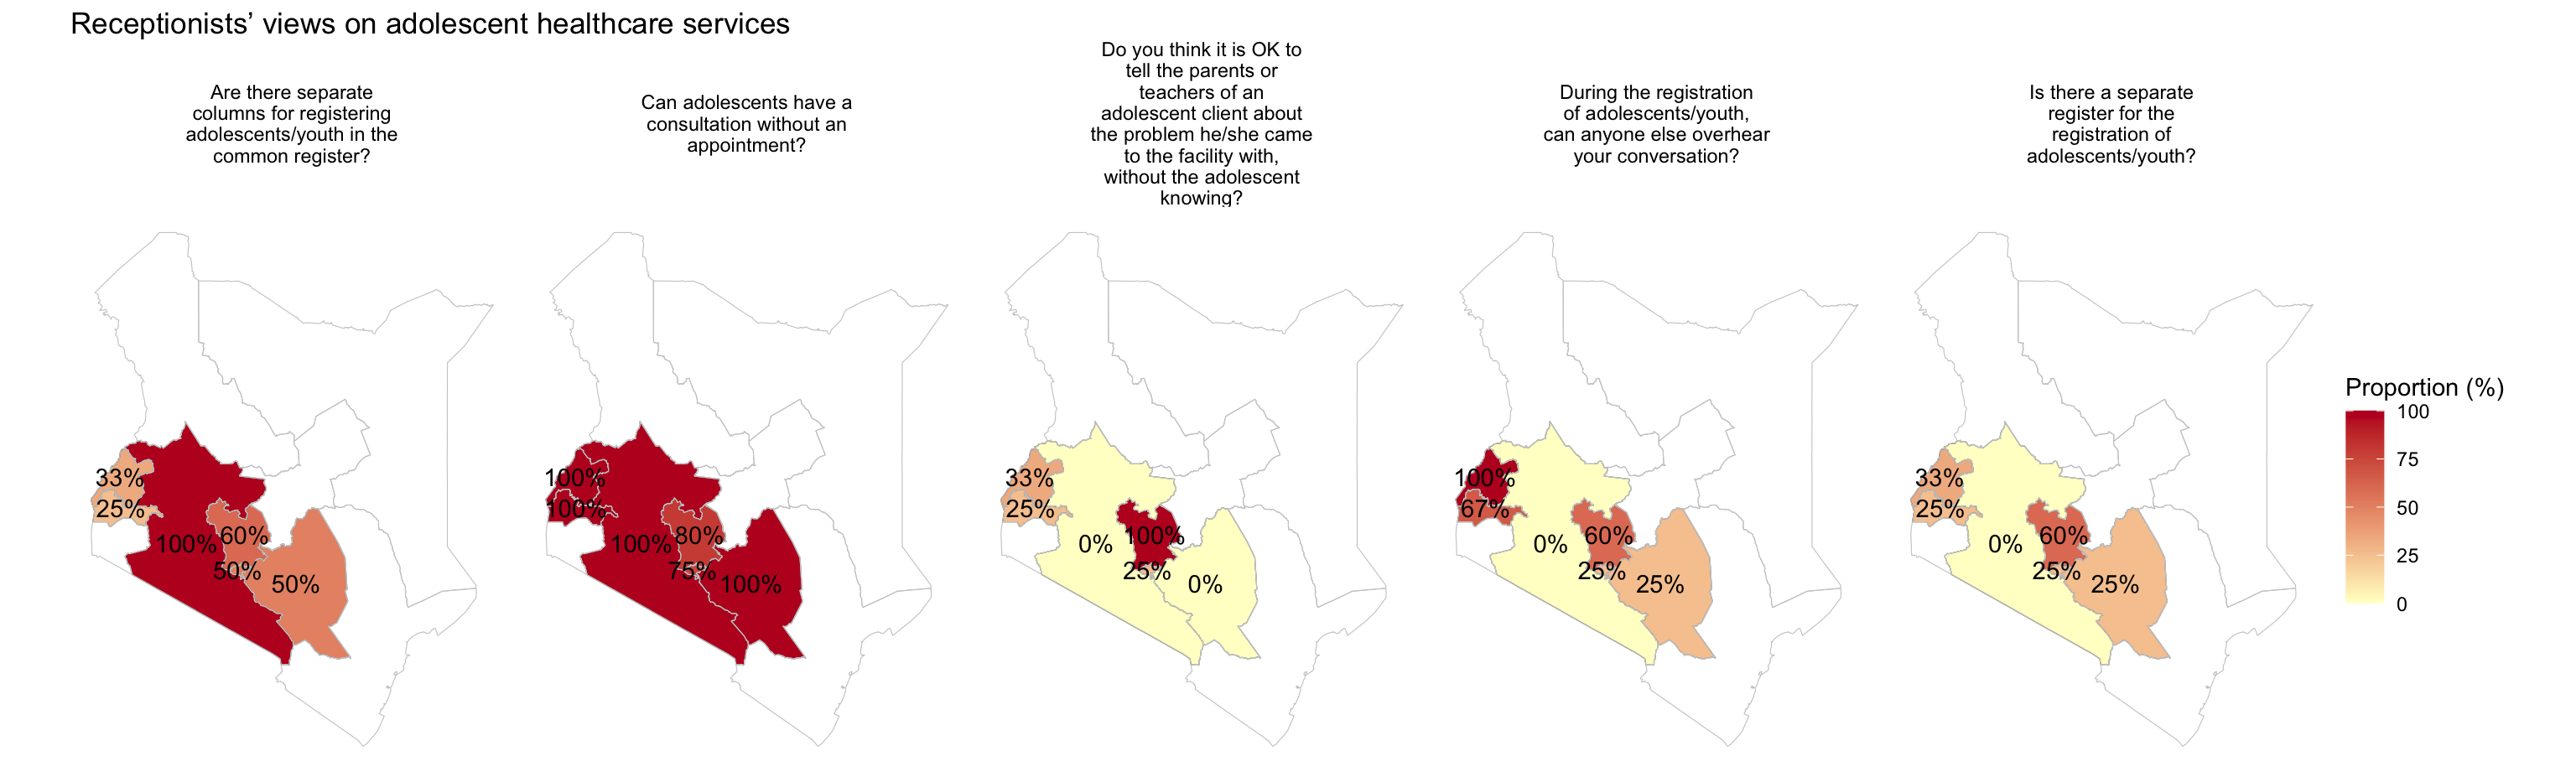 Receptionists’ views on adolescent healthcare services
Are there separate
columns for registering
adolescents/youth in the
common register?
Can adolescents have a
consultation without an
appointment?
Do you think it is OK to
tell the parents or
teachers of an
adolescent client about
the problem he/she came
to the facility with,
without the adolescent
knowing?
During the registration
of adolescents/youth,
can anyone else overhear
your conversation?
Is there a separate
register for the
registration of
adolescents/youth?
33%
25%
60%
100%
50%
50%
100%
100%
80%
100%
75%
100%
33%
25%
100%
0%
25%
0%
100%
67%
60%
0%
25%
25%
33%
25%
60%
0%
25%
25%
Proportion (%)
100
75
50
25
0